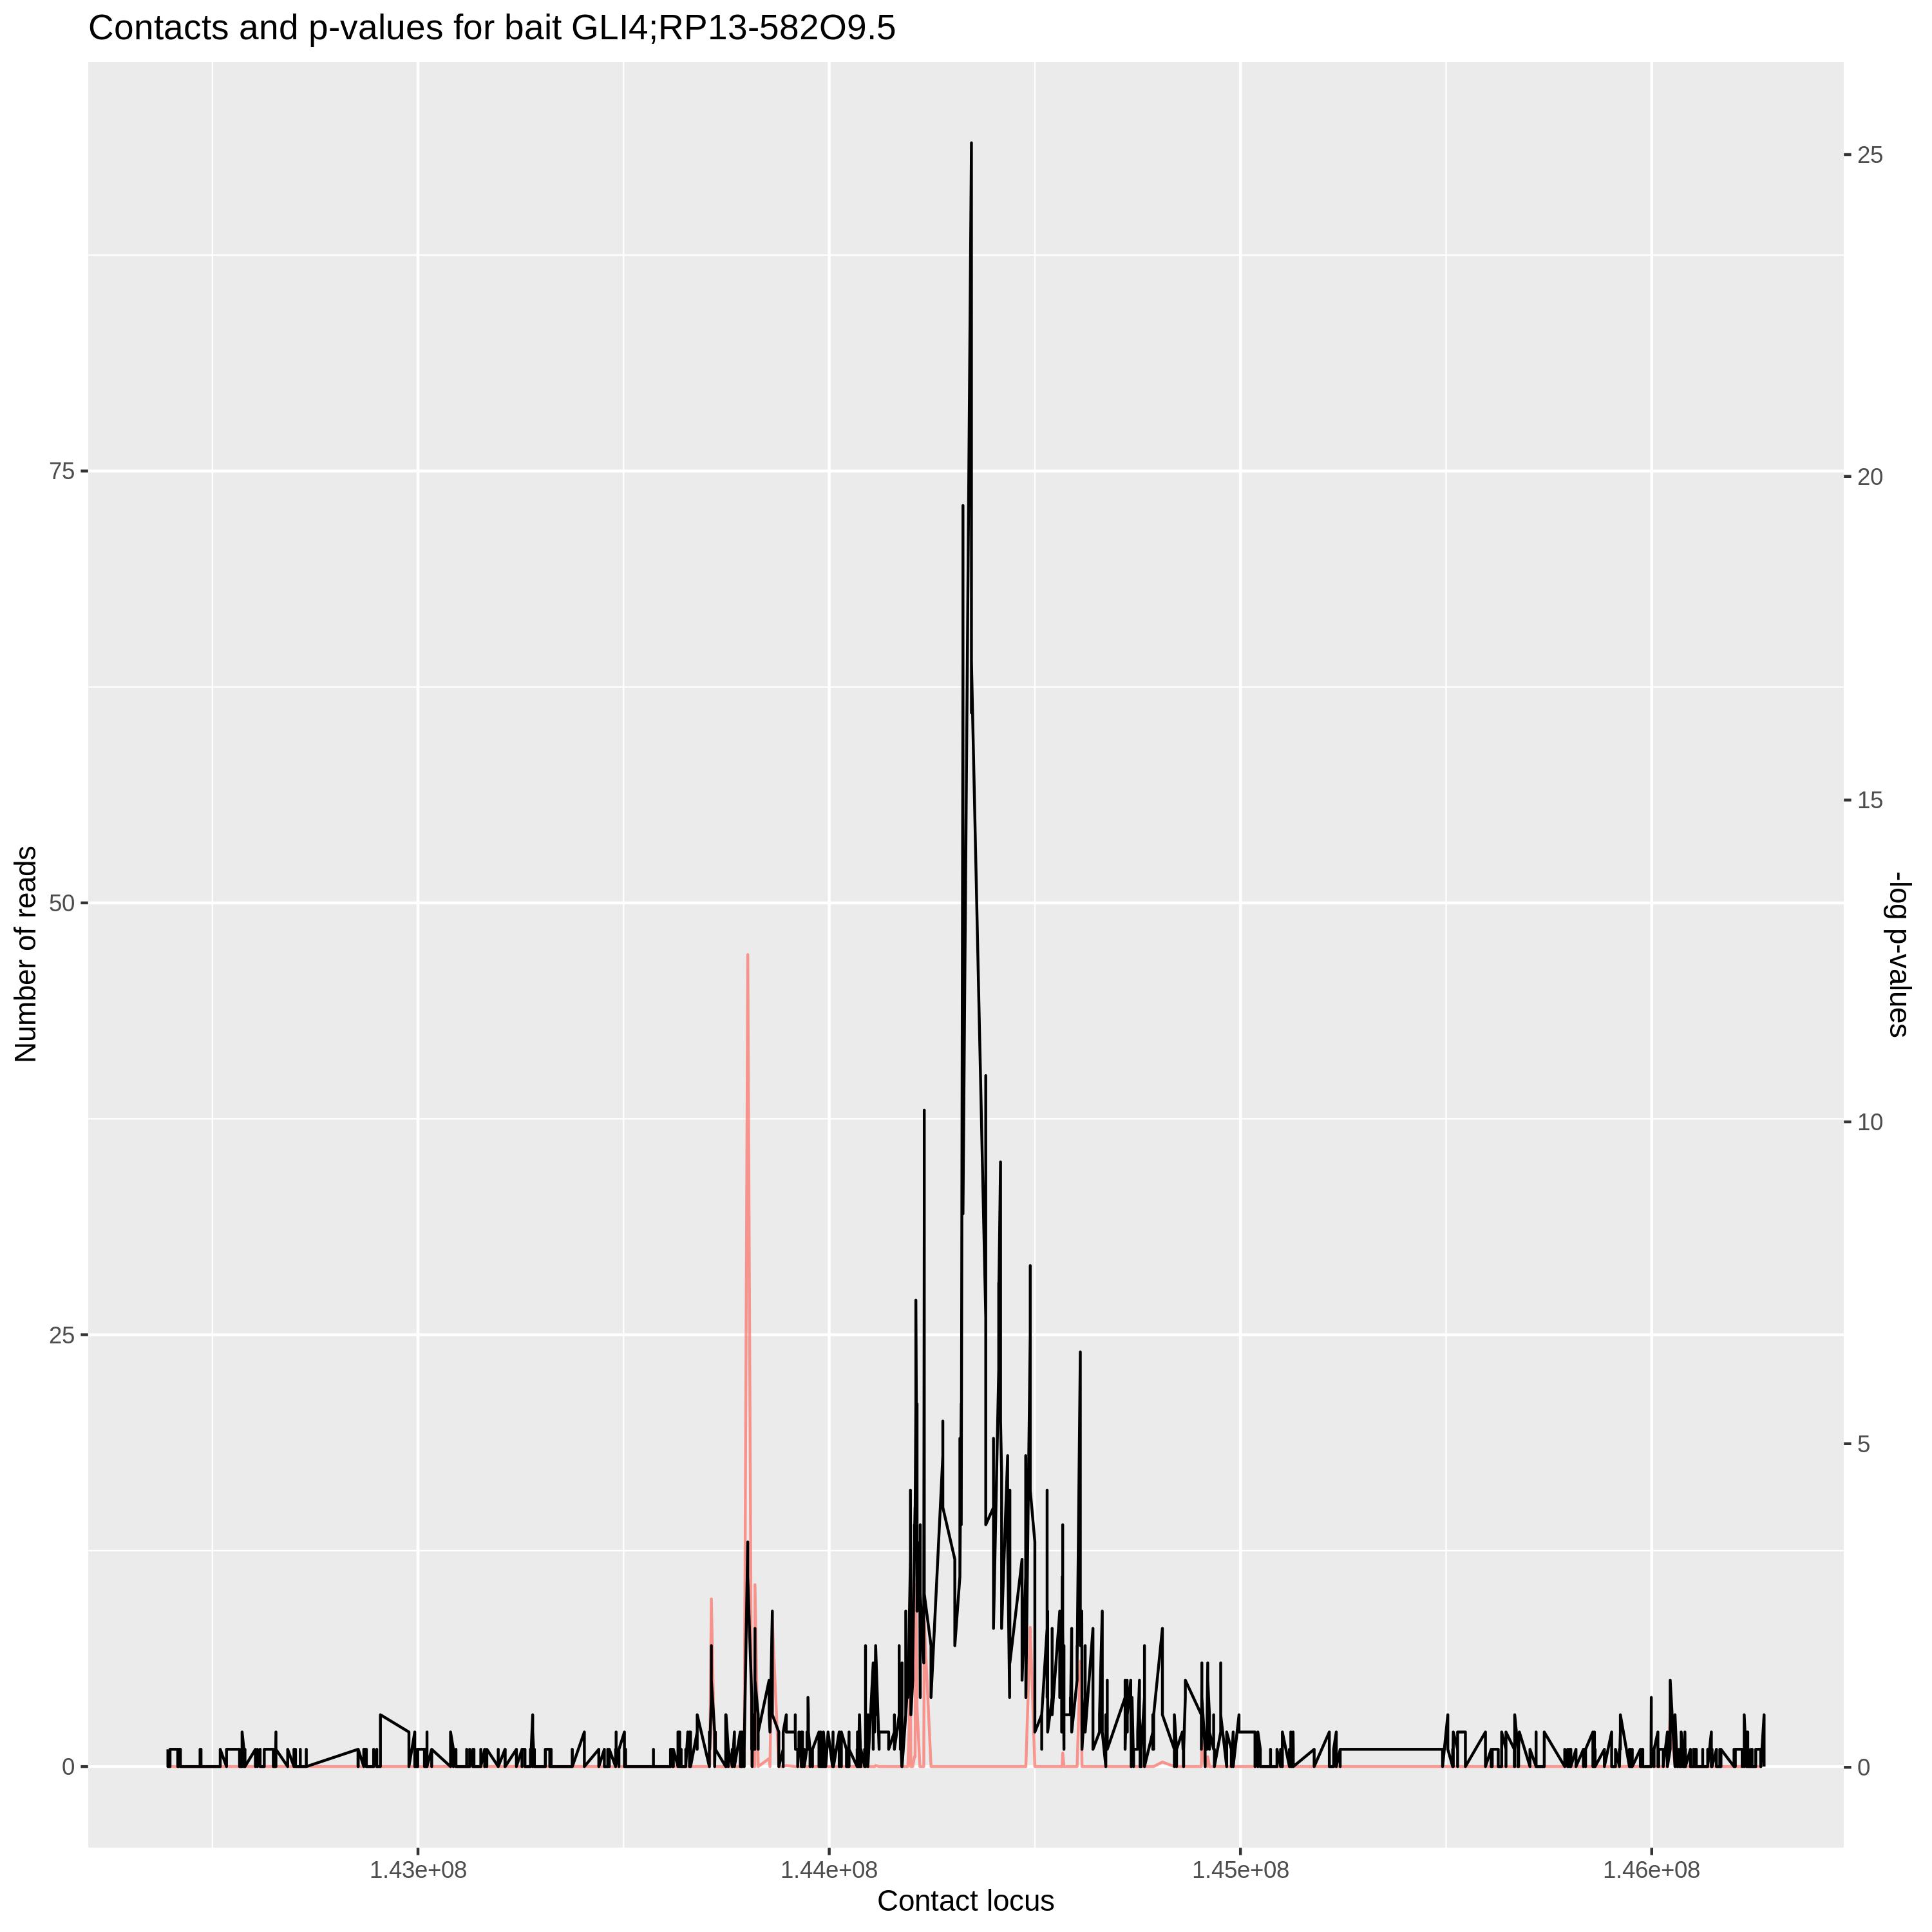 Contacts and p-values for bait GLI4;RP13-582O9.5
Number of reads
75
50
25
0
25
20
15
10
5
0
-log p-values
1.43e+08 1.44e+08 1.45e+08 1.46e+08
Contact locus